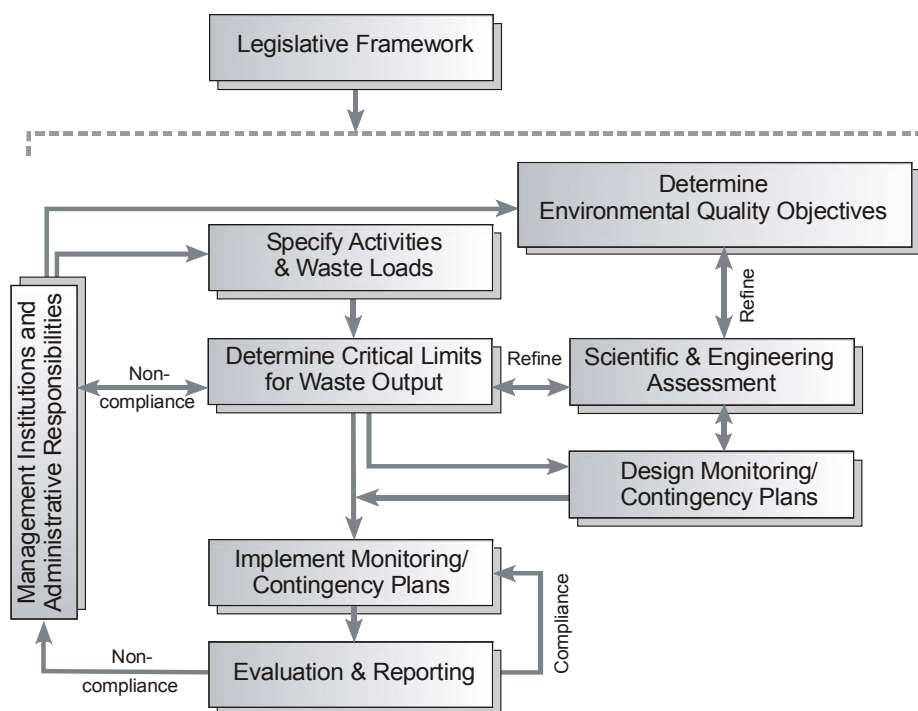 Legislative Framework
Determine
Environmental Quality Objectives
Specify Activities
& Waste Loads
Refine
Management Institutions and
Administrative Responsibilities
Non-
compliance
Determine Critical Limits
for Waste Output
Refine
Scientific & Engineering
Assessment
Design Monitoring/
Contingency Plans
Implement Monitoring/
Contingency Plans
Compliance
Non-
compliance
Evaluation & Reporting